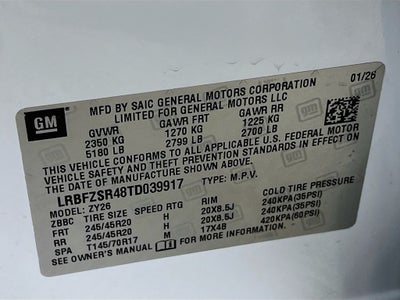 GM
01/26
MFD BY SAIC GENERAL MOTORS CORPORATION
LIMITED FOR GENERAL MOTORS LLC
GVWR GAWR FRT GAWR RR
2350 KG 1270 KG 1225 KG
5180 LB 2799 LB 2700 LB
THIS VEHICLE CONFORMS TO ALL APPLICABLE U.S. FEDERAL MOTOR
VEHICLE SAFETY AND THEFT PREVENTION STANDARDS IN EFFECT ON
THE DATE OF MANUFACTURE SHOWN ABOVE.
LRBFZSR48TD039917 TYPE: M.P.V.
MODEL: ZY26
ZBBC TIRE SIZE SPEED RTG RIM COLD TIRE PRESSURE
FRT 245/45R20 H 20X8.5J 240KPA(35PSI)
RR 245/45R20 H 20X8.5J 240KPA(35PSI)
SPA T145/70R17 M 17X4B 420KPA(60PSI)
SEE OWNER'S MANUAL FOR MORE INFORMATION.